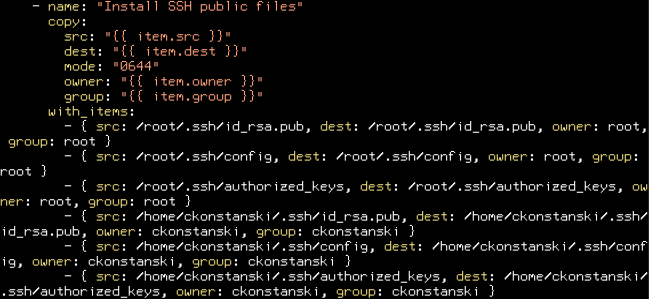 - name: "Install SSH public files"
copy:
src: "{{ item.src }}"
dest: "{{ item.dest }}"
mode: "0644"
owner: "{{ item.owner }}"
group: "{{ item.group }}"
with_items:
- { src: /root/.ssh/id_rsa.pub, dest: /root/.ssh/id_rsa.pub, owner: root,
group: root }
- { src: /root/.ssh/config, dest: /root/.ssh/config, owner: root, group:
root }
- { src: /root/.ssh/authorized_keys, dest: /root/.ssh/authorized_keys, ow
ner: root, group: root }
- { src: /home/ckonstanski/.ssh/id_rsa.pub, dest: /home/ckonstanski/.ssh/
id_rsa.pub, owner: ckonstanski, group: ckonstanski }
- { src: /home/ckonstanski/.ssh/config, dest: /home/ckonstanski/.ssh/conf
ig, owner: ckonstanski, group: ckonstanski }
- { src: /home/ckonstanski/.ssh/authorized_keys, dest: /home/ckonstanski/
.ssh/authorized_keys, owner: ckonstanski, group: ckonstanski }